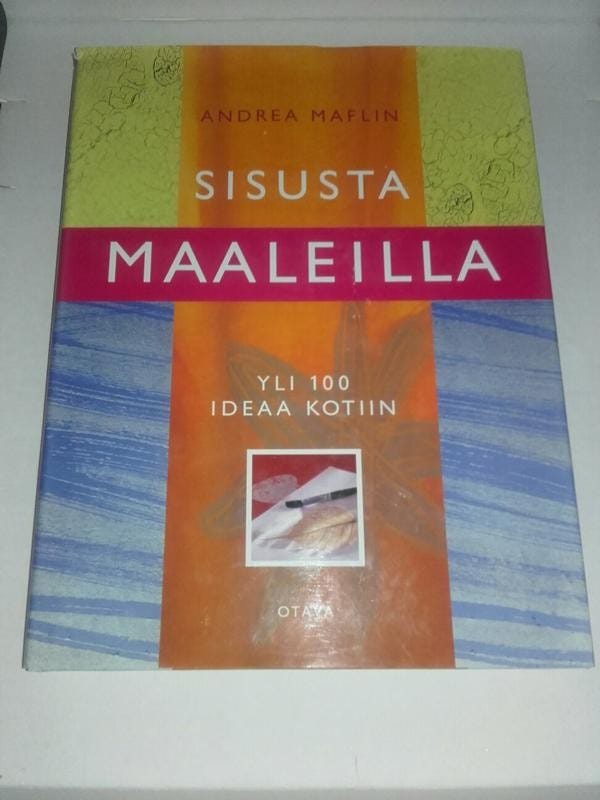 ANDREA MAFLIN
SISUSTA
MAALEILLA
YLI 100
IDEAA KOTIIN
OTAVA